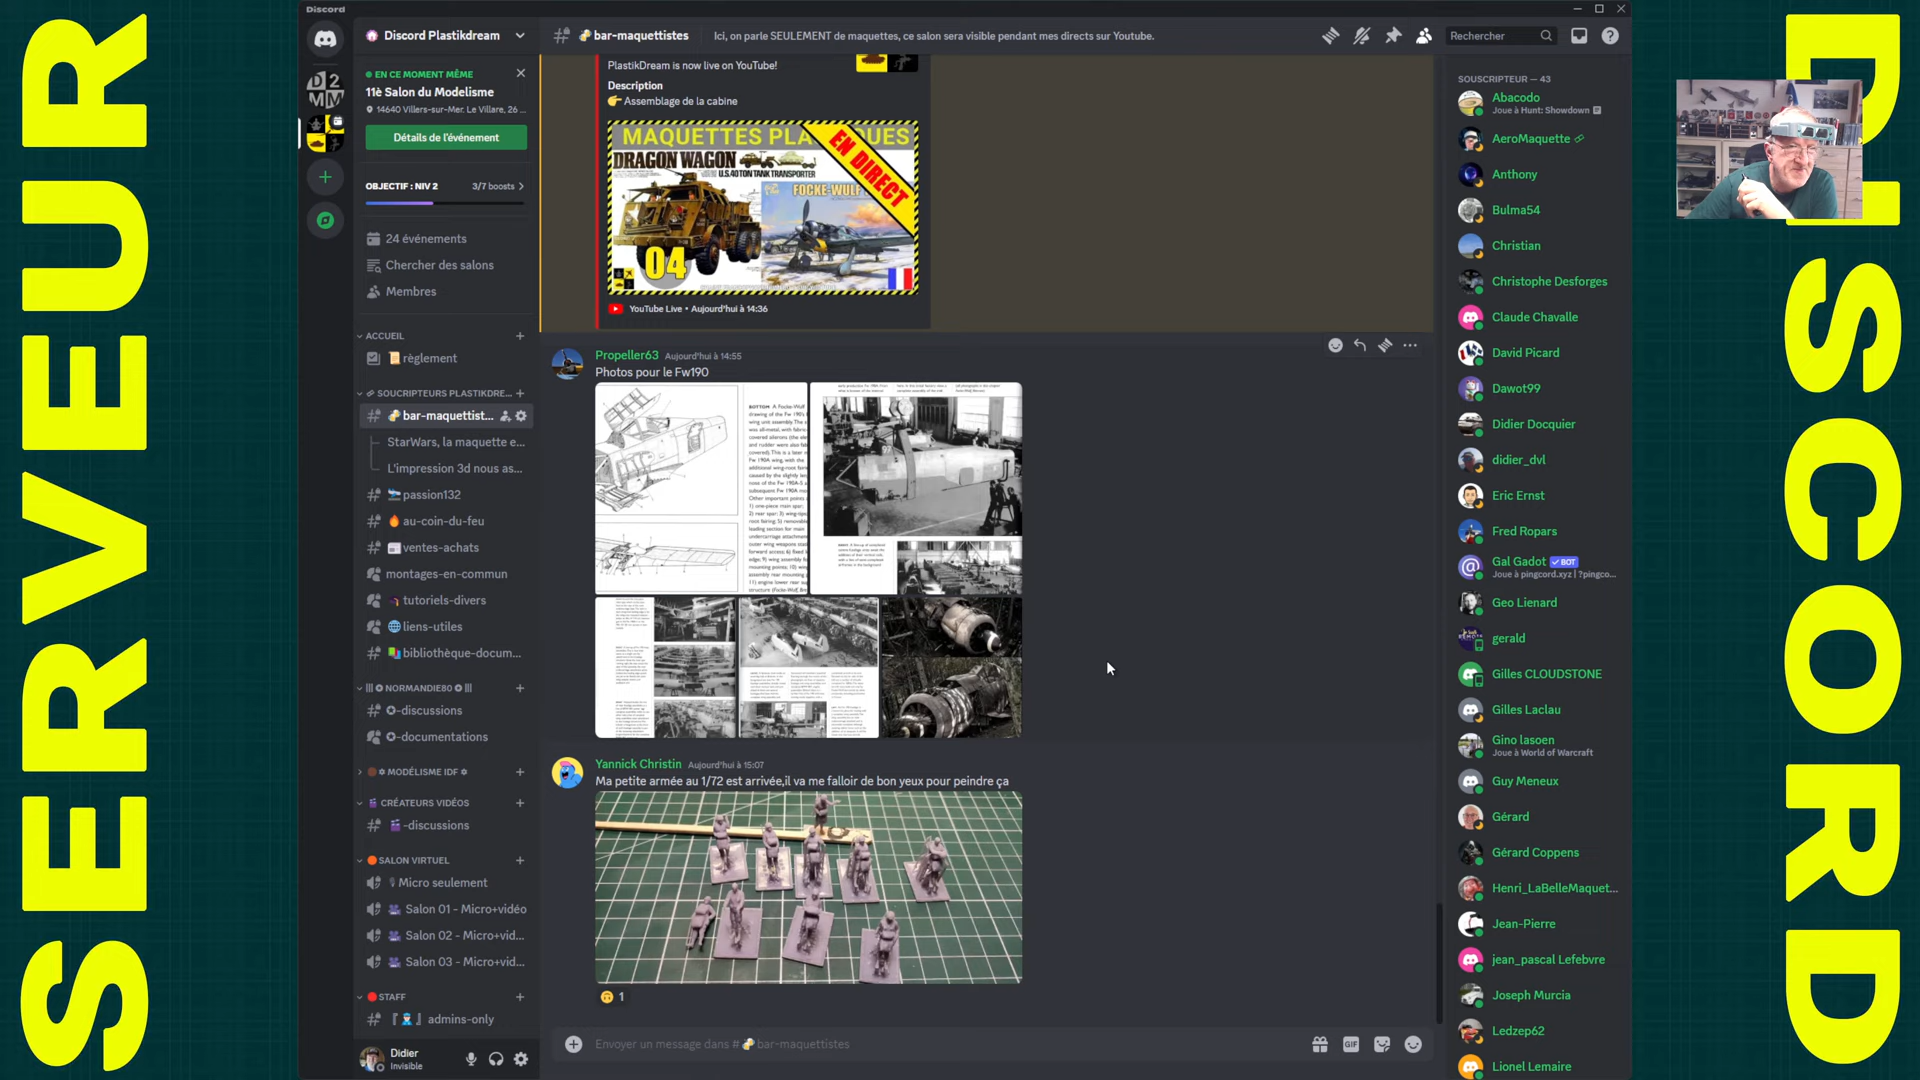 SERVEUR
DISCORD
Discord
Discord Plastikdream
EN CE MOMENT MÊME
11è Salon du Modelisme
14640 Villers-sur-Mer. Le Villare, 26 ...
Détails de l'événement
OBJECTIF : NIV 2
3/7 boosts
24 événements
Chercher des salons
Membres
ACCUEIL
règlement
SOUCRIPTEURS PLASTIKDRE...
bar-maquettist...
StarWars, la maquette e...
L'impression 3d nous as...
passion132
au-coin-du-feu
ventes-achats
montages-en-commun
tutoriels-divers
liens-utiles
bibliothèque-docum...
NORMANDIE80
-discussions
-documentations
MODÉLISME IDF
CRÉATEURS VIDÉOS
-discussions
SALON VIRTUEL
Micro seulement
Salon 01 - Micro+vidéo
Salon 02 - Micro+vid...
Salon 03 - Micro+vid...
STAFF
admins-only
Didier
Invisible
bar-maquettistes
Ici, on parle SEULEMENT de maquettes, ce salon sera visible pendant mes directs sur Youtube.
Rechercher
PlastikDream is now live on YouTube!
Description
Assemblage de la cabine
MAQUETTES PLASTIQUES
EN DIRECT
DRAGON WAGON
U.S. 40 TON TANK TRANSPORTER
FOCKE-WULF
04
YouTube Live • Aujourd'hui à 14:36
Propeller63 Aujourd'hui à 14:55
Photos pour le Fw190
Yannick Christin Aujourd'hui à 15:07
Ma petite armée au 1/72 est arrivée,il va me falloir de bon yeux pour peindre ça
1
Envoyer un message dans # bar-maquettistes
GIF
SOUSCRIPTEUR — 43
Abacodo
Joue à Hunt: Showdown
AeroMaquette
Anthony
Bulma54
Christian
Christophe Desforges
Claude Chavalle
David Picard
Dawot99
Didier Docquier
didier_dvl
Eric Ernst
Fred Ropars
Gal Gadot BOT
Joue à pingcord.xyz | ?pingco...
Geo Lienard
gerald
Gilles CLOUDSTONE
Gilles Laclau
Gino lasoen
Joue à World of Warcraft
Guy Meneux
Gérard
Gérard Coppens
Henri_LaBelleMaquet...
Jean-Pierre
jean_pascal Lefebvre
Joseph Murcia
Ledzep62
Lionel Lemaire